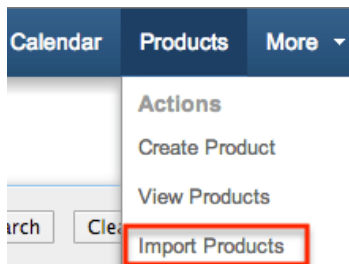 Calendar Products More
Actions
Create Product
View Products
Import Products